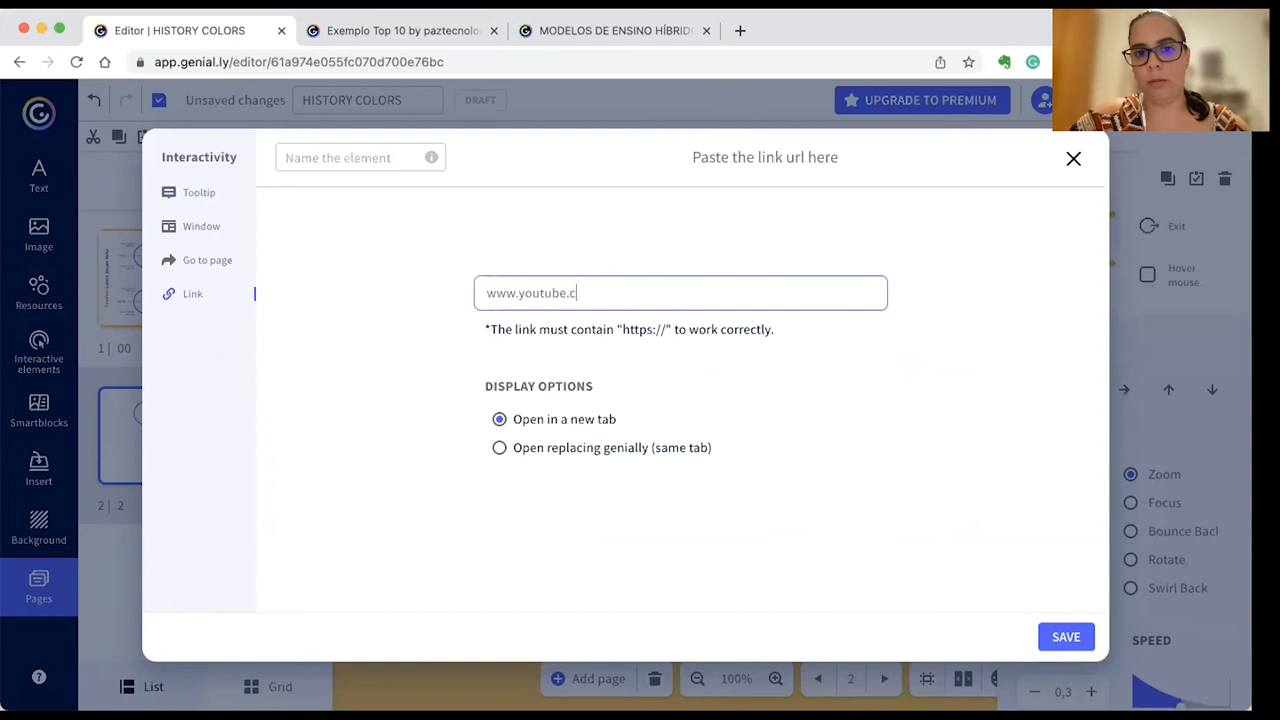 Editor | HISTORY COLORS
Exemplo Top 10 by paztecnolo
MODELOS DE ENSINO HÍBRID
app.genial.ly/editor/61a974e055fc070d700e76bc
Unsaved changes
HISTORY COLORS
DRAFT
UPGRADE TO PREMIUM
Text
Image
Resources
Interactive
elements
Smartblocks
Insert
Background
Pages
1 | 00
2 | 2
Interactivity
Tooltip
Window
Go to page
Link
Name the element
Paste the link url here
www.youtube.c
*The link must contain "https://" to work correctly.
DISPLAY OPTIONS
Open in a new tab
Open replacing genially (same tab)
SAVE
Exit
Hover
mouse.
Zoom
Focus
Bounce Bacl
Rotate
Swirl Back
SPEED
0,3
List
Grid
Add page
100%
2